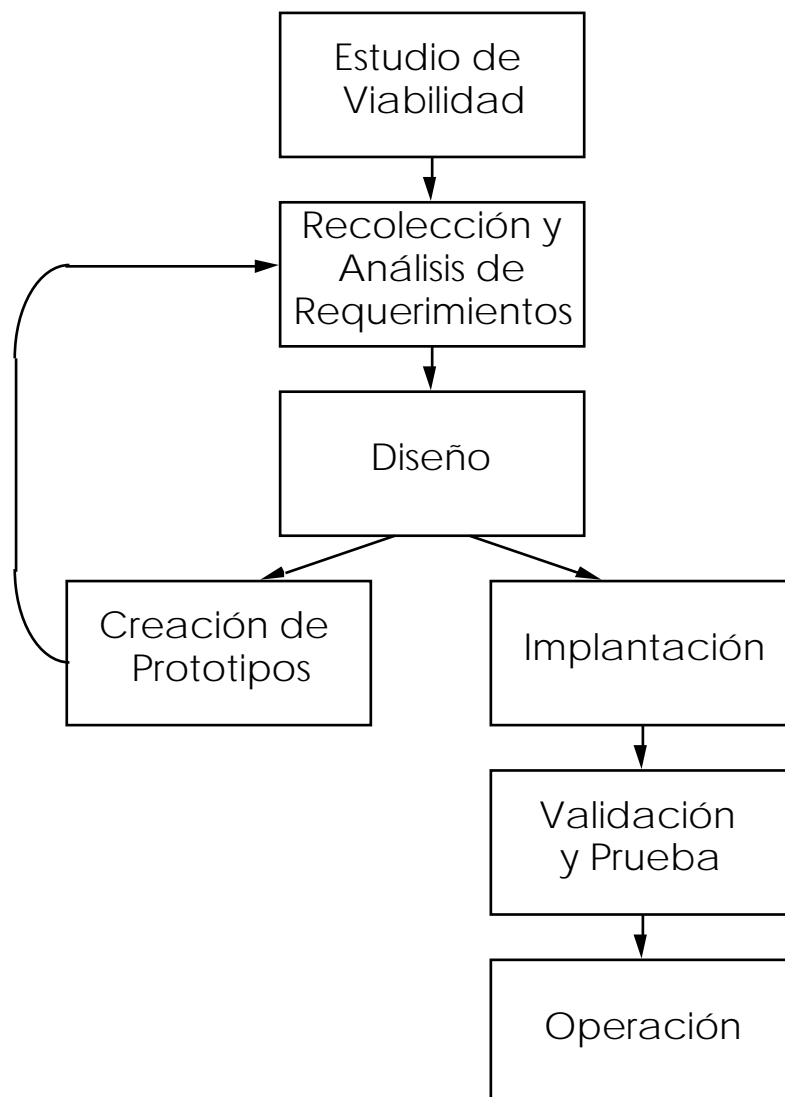 Estudio de
Viabilidad
Recolección y
Análisis de
Requerimientos
Diseño
Creación de
Prototipos
Implantación
Validación
y Prueba
Operación